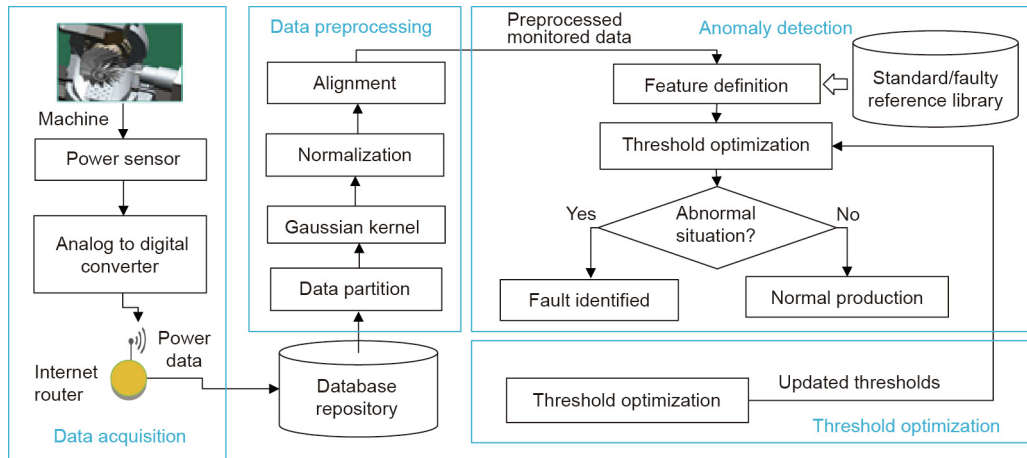 Machine
Power sensor
Analog to digital
converter
Power
data
Internet
router
Data acquisition
Data preprocessing
Alignment
Normalization
Gaussian kernel
Data partition
Database
repository
Preprocessed
monitored data
Anomaly detection
Feature definition
Standard/faulty
reference library
Threshold optimization
Abnormal
situation?
Yes
No
Fault identified
Normal production
Threshold optimization
Updated thresholds
Threshold optimization